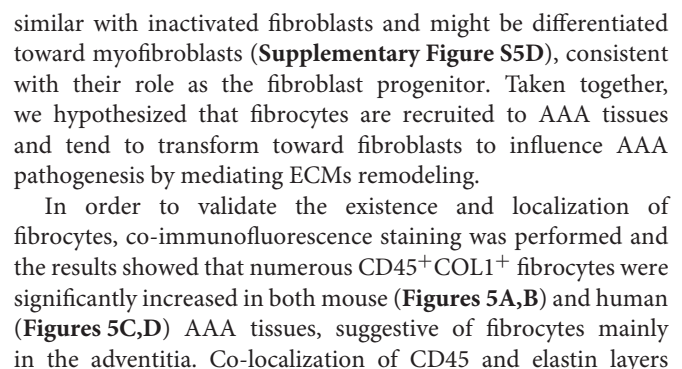 similar with inactivated fibroblasts and might be differentiated
toward myofibroblasts (Supplementary Figure S5D), consistent
with their role as the fibroblast progenitor. Taken together,
we hypothesized that fibrocytes are recruited to AAA tissues
and tend to transform toward fibroblasts to influence AAA
pathogenesis by mediating ECMs remodeling.
In order to validate the existence and localization of
fibrocytes, co-immunofluorescence staining was performed and
the results showed that numerous CD45⁺COL1⁺ fibrocytes were
significantly increased in both mouse (Figures 5A,B) and human
(Figures 5C,D) AAA tissues, suggestive of fibrocytes mainly
in the adventitia. Co-localization of CD45 and elastin layers